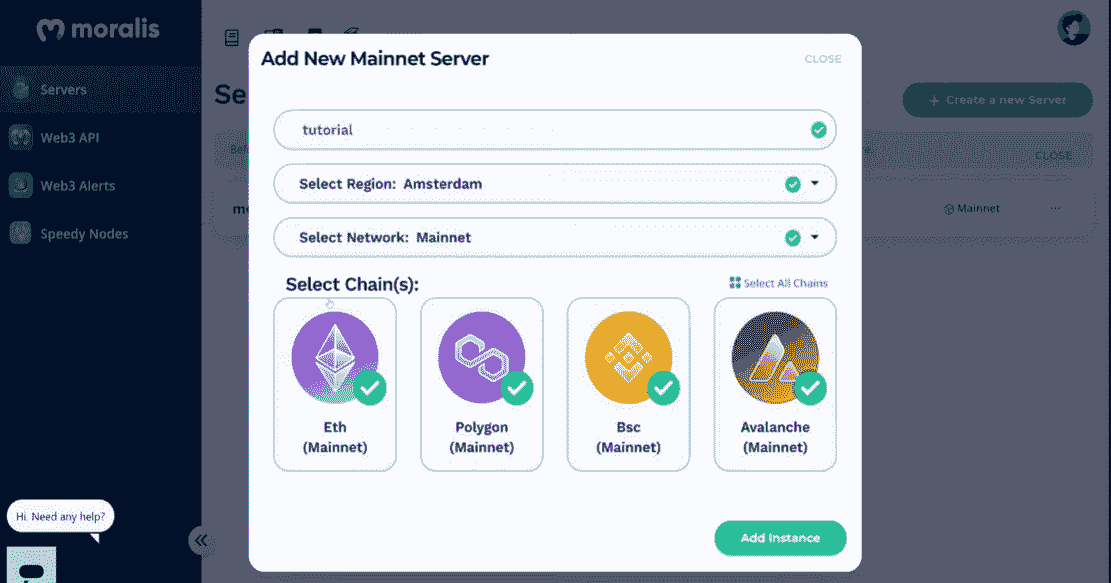 moralis
Add New Mainnet Server
CLOSE
Servers
Se
+ Create a new Server
tutorial
Web3 API
CLOSE
Select Region: Amsterdam
Web3 Alerts
Mainnet
Select Network: Mainnet
Speedy Nodes
Select Chain(s):
Select All Chains
Eth
(Mainnet)
Polygon
(Mainnet)
Bsc
(Mainnet)
Avalanche
(Mainnet)
Hi. Need any help?
Add Instance